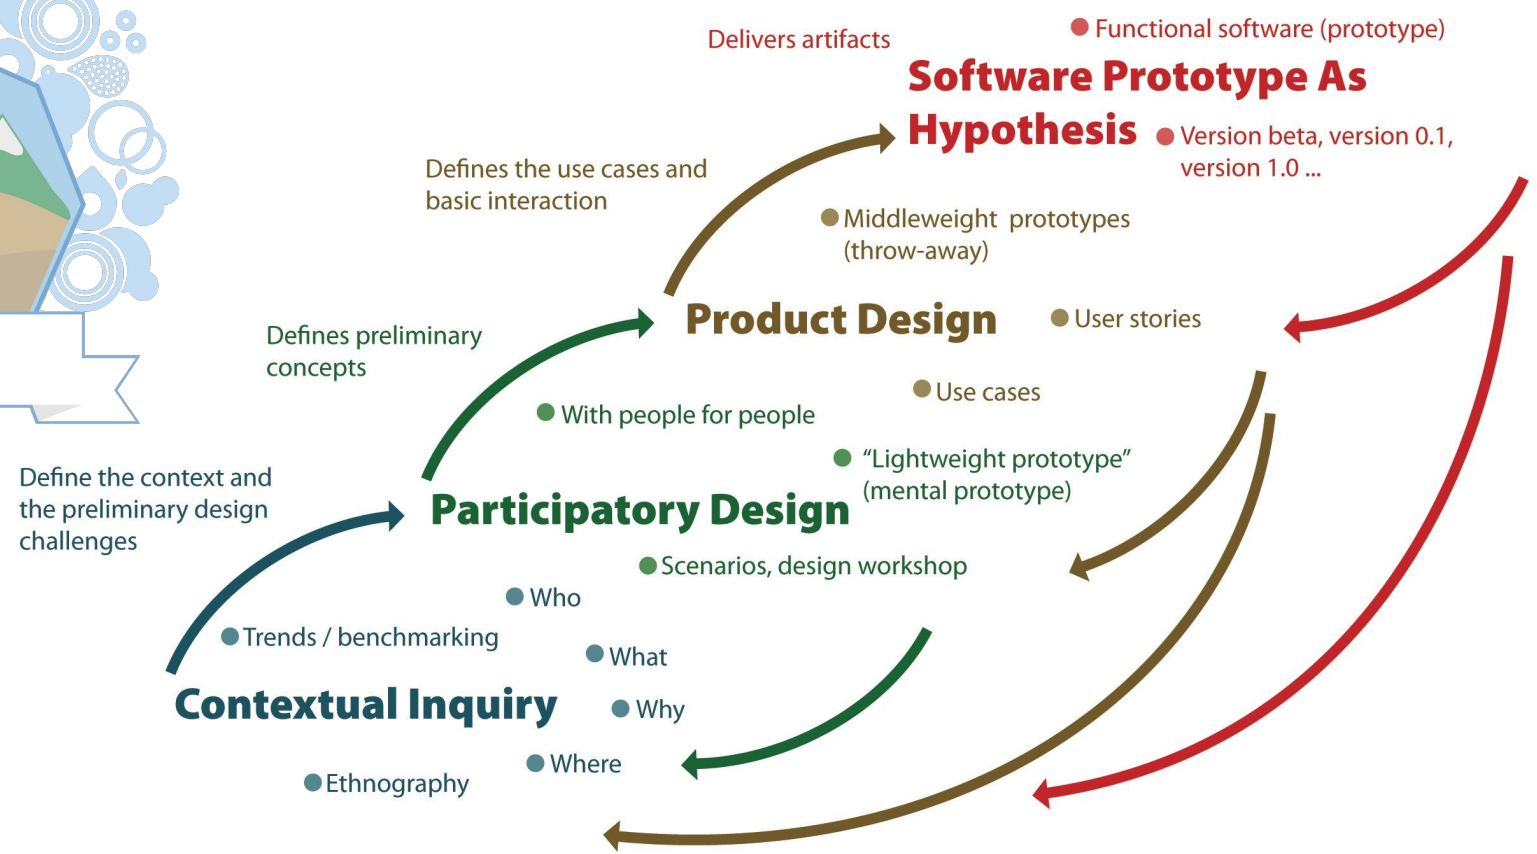 Delivers artifacts
Functional software (prototype)
Software Prototype As
Hypothesis
Version beta, version 0.1,
version 1.0 ...
Defines the use cases and
basic interaction
Middleweight prototypes
(throw-away)
Product Design
User stories
Use cases
Defines preliminary
concepts
With people for people
"Lightweight prototype"
(mental prototype)
Participatory Design
Scenarios, design workshop
Define the context and
the preliminary design
challenges
Who
Trends / benchmarking
What
Contextual Inquiry
Why
Where
Ethnography